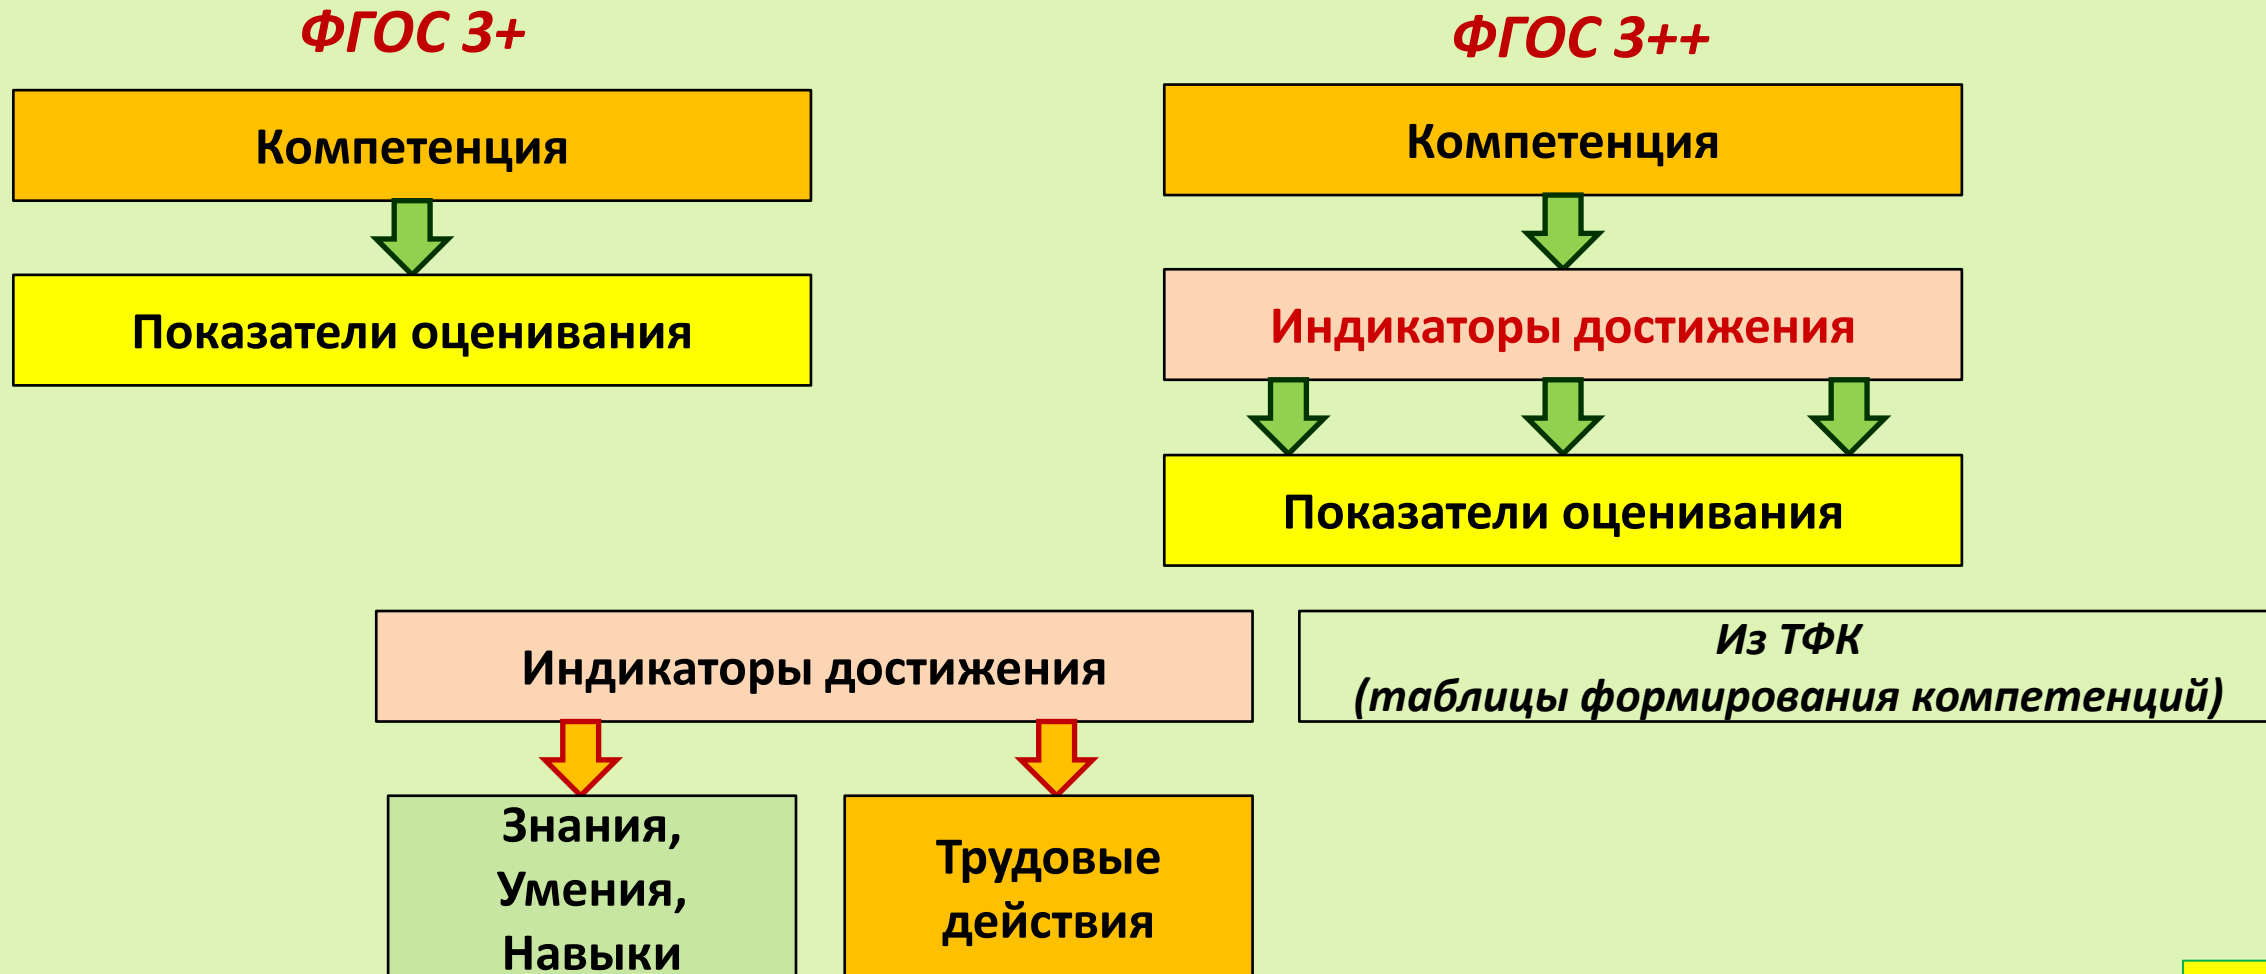 ФГОС 3+
ФГОС 3++
Компетенция
Показатели оценивания
Компетенция
Индикаторы достижения
Показатели оценивания
Индикаторы достижения
Из ТФК
(таблицы формирования компетенций)
Знания,
Умения,
Навыки
Трудовые
действия